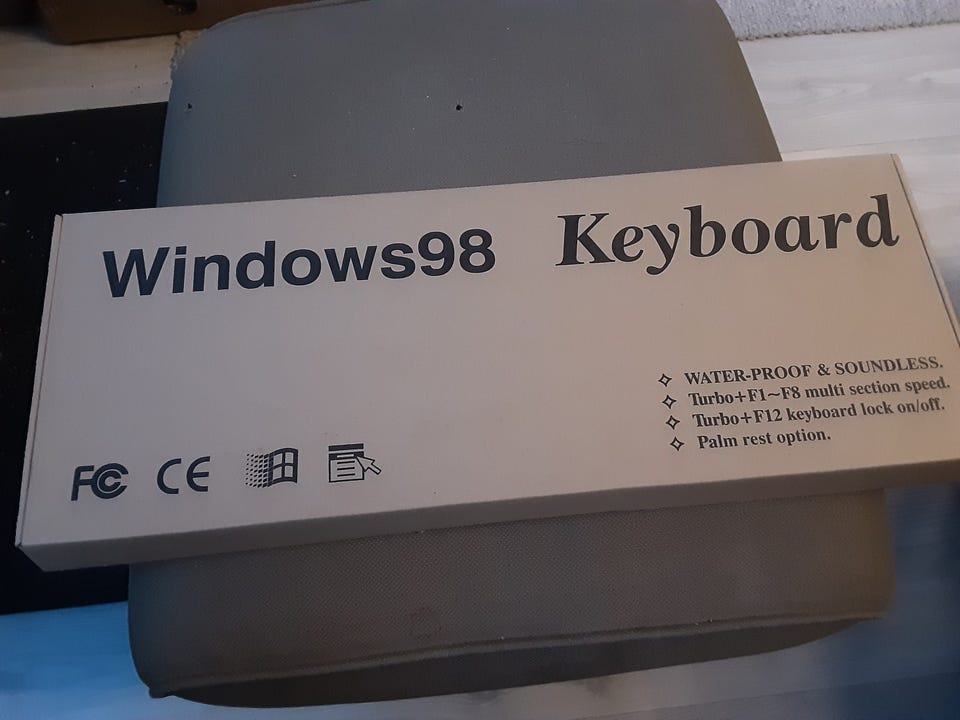 Windows98 Keyboard
✧ WATER-PROOF & SOUNDLESS.
✧ Turbo+F1~F8 multi section speed.
✧ Turbo+F12 keyboard lock on/off.
✧ Palm rest option.
FC CE